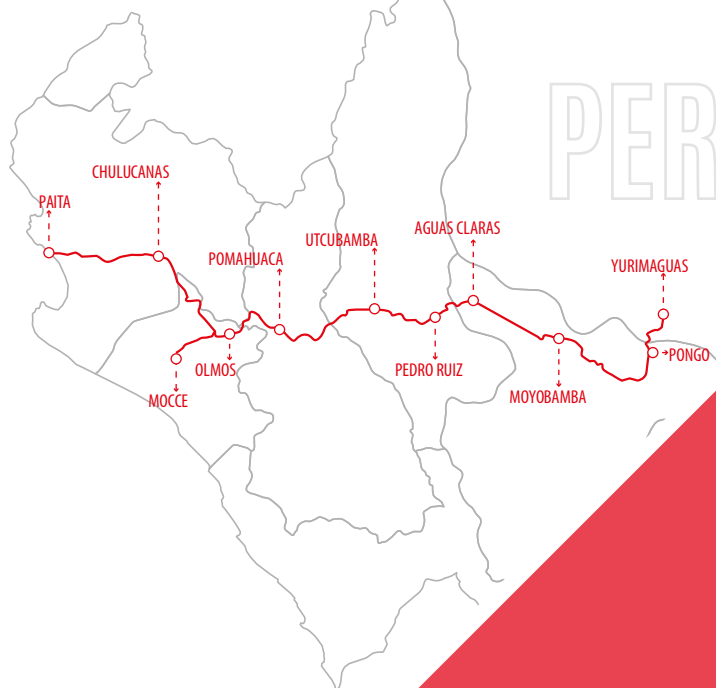 PER
CHULUCANAS
PAITA
AGUAS CLARAS
UTCUBAMBA
POMAHUACA
YURIMAGUAS
PONGO
OLMOS
PEDRO RUIZ
MOCCE
MOYOBAMBA